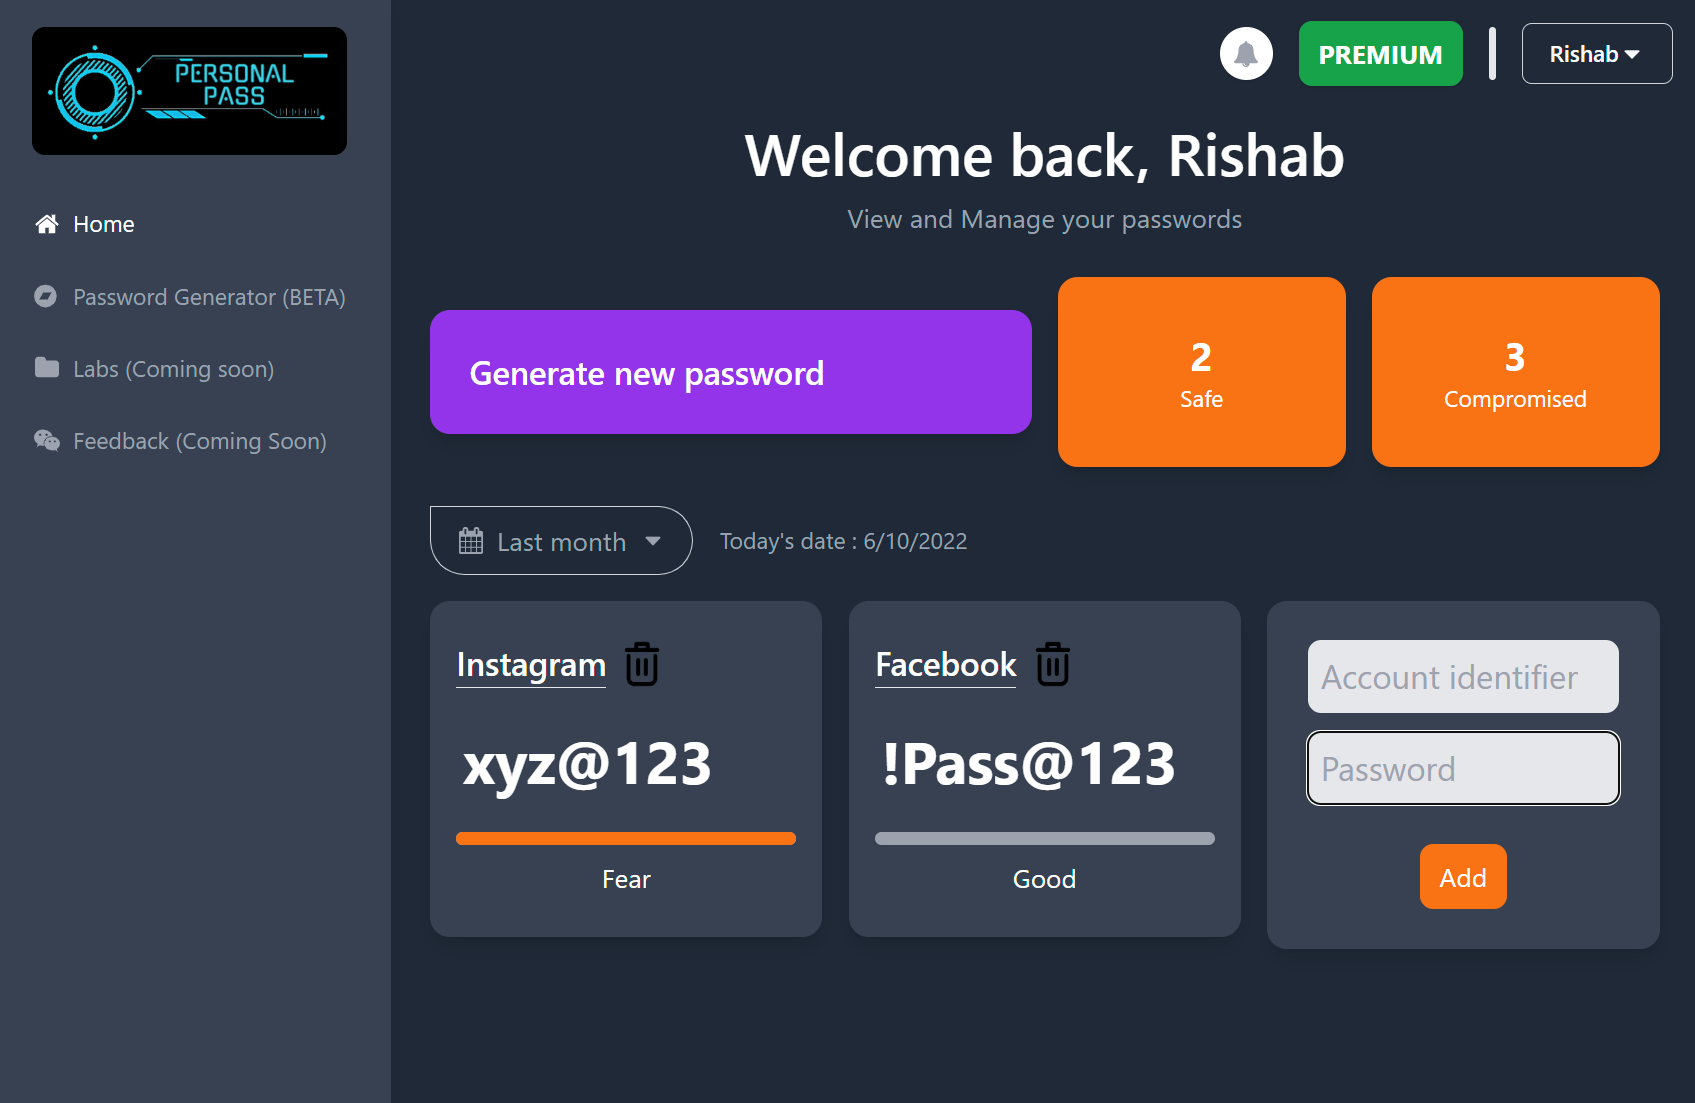 PERSONAL
PASS
Home
Password Generator (BETA)
Labs (Coming soon)
Feedback (Coming Soon)
PREMIUM
Rishab
Welcome back, Rishab
View and Manage your passwords
Generate new password
2
Safe
3
Compromised
Last month
Today's date : 6/10/2022
Instagram
xyz@123
Fear
Facebook
!Pass@123
Good
Account identifier
Password
Add